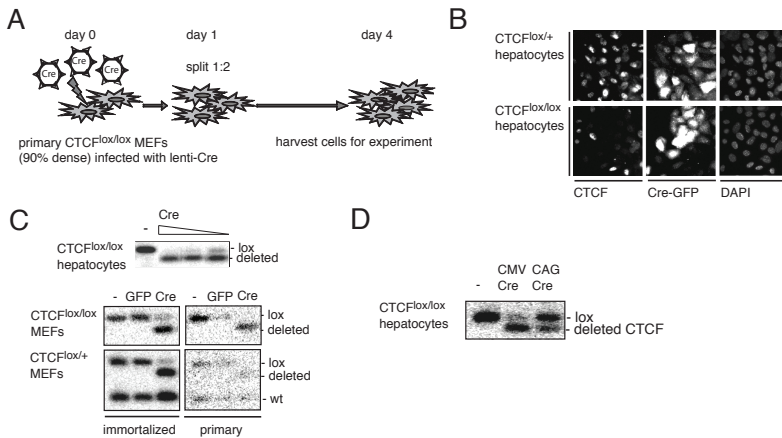 A
day 0
day 1
day 4
Cre
Cre
Cre
split 1:2
primary CTCFlox/lox MEFs
(90% dense) infected with lenti-Cre
harvest cells for experiment
B
CTCFlox/+
hepatocytes
CTCFlox/lox
hepatocytes
CTCF
Cre-GFP
DAPI
C
Cre
-
CTCFlox/lox
hepatocytes
- lox
- deleted
- GFP Cre
- GFP Cre
CTCFlox/lox
MEFs
- lox
- deleted
CTCFlox/+
MEFs
- lox
- deleted
- wt
immortalized
primary
D
CMV CAG
- Cre Cre
CTCFlox/lox
hepatocytes
- lox
- deleted CTCF